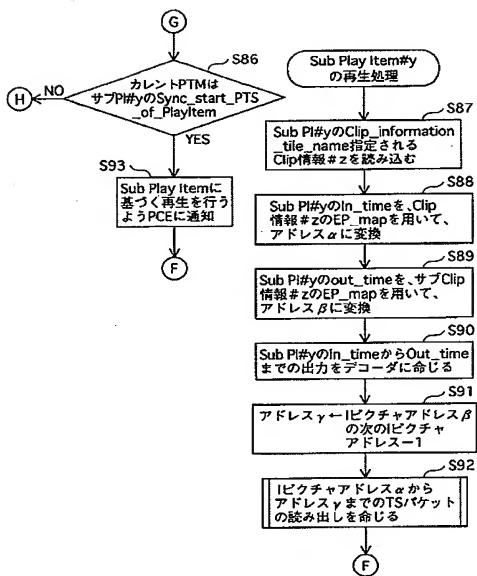 G
S86
カレントPTMは
サブPI#yのSync_start_PTS
_of_PlayItem
NO
H
YES
S93
Sub Play Itemに
基づく再生を行う
ようPCEに通知
F
Sub Play Item#y
の再生処理
S87
Sub PI#yのClip_information
_tile_name指定される
Clip情報#zを読み込む
S88
Sub PI#yのIn_timeを、Clip
情報#zのEP_mapを用いて、
アドレスαに変換
S89
Sub PI#yのout_timeを、サブClip
情報#zのEP_mapを用いて、
アドレスβに変換
S90
Sub PI#yのIn_timeからOut_time
までの出力をデコーダに命じる
S91
アドレスγ←Iピクチャアドレスβ
の次のIピクチャ
アドレスー1
S92
Iピクチャアドレスαから
アドレスγまでのTSパケット
の読み出しを命じる
F